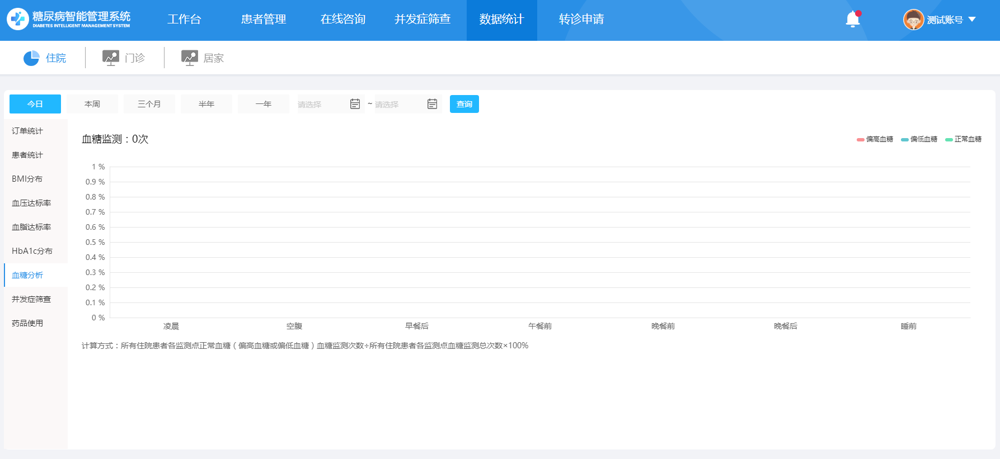 糖尿病智能管理系统
DIABETES INTELLIGENT MANAGEMENT SYSTEM
工作台 患者管理 在线咨询 并发症筛查 数据统计 转诊申请 测试账号
住院 门诊 居家
今日 本周 三个月 半年 一年 请选择 ~ 请选择 查询
订单统计
患者统计
BMI分布
血压达标率
血脂达标率
HbA1c分布
血糖分析
并发症筛查
药品使用
血糖监测：0次
偏高血糖 偏低血糖 正常血糖
1 %
0.9 %
0.8 %
0.7 %
0.6 %
0.5 %
0.4 %
0.3 %
0.2 %
0.1 %
0 %
凌晨 空腹 早餐后 午餐前 晚餐前 晚餐后 睡前
计算方式：所有住院患者各监测点正常血糖（偏高血糖或偏低血糖）血糖监测次数÷所有住院患者各监测点血糖监测总次数×100%